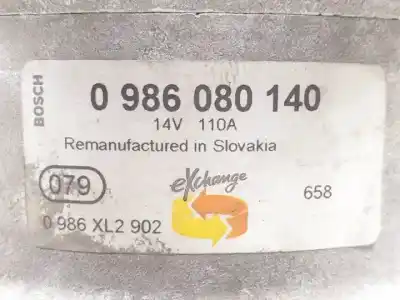 BOSCH
0 986 080 140
14V 110A
Remanufactured in Slovakia
079
eXchange
658
0 986 XL2 902